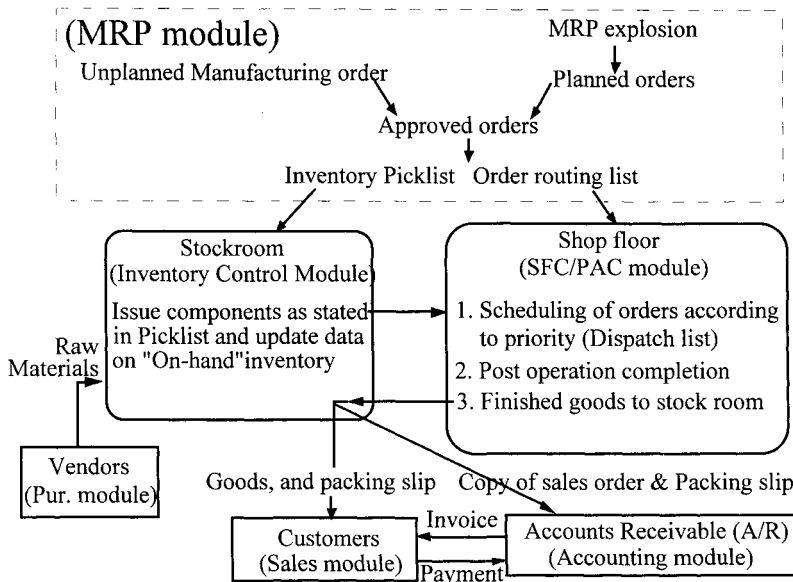 (MRP module)
MRP explosion
Unplanned Manufacturing order
Planned orders
Approved orders
Inventory Picklist
Order routing list
Stockroom
(Inventory Control Module)
Issue components as stated
in Picklist and update data
on "On-hand"inventory
Shop floor
(SFC/PAC module)
1. Scheduling of orders according
to priority (Dispatch list)
2. Post operation completion
3. Finished goods to stock room
Raw
Materials
Vendors
(Pur. module)
Goods, and packing slip
Copy of sales order & Packing slip
Customers
(Sales module)
Invoice
Payment
Accounts Receivable (A/R)
(Accounting module)